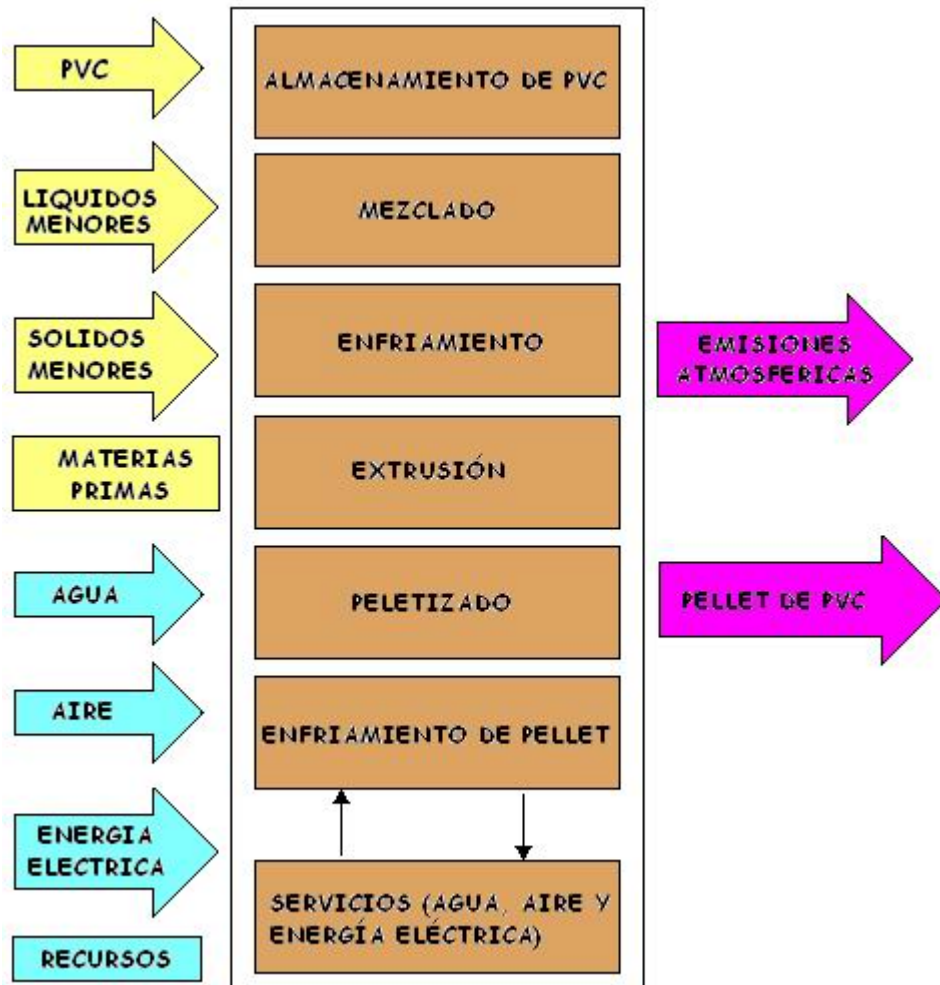 PVC
LIQUIDOS
MENORES
SOLIDOS
MENORES
MATERIAS
PRIMAS
AGUA
AIRE
ENERGIA
ELECTRICA
RECURSOS
ALMACENAMIENTO DE PVC
MEZCLADO
ENFRIAMIENTO
EXTRUSIÓN
PELETIZADO
ENFRIAMIENTO DE PELLET
SERVICIOS (AGUA, AIRE Y
ENERGÍA ELÉCTRICA)
EMISIONES
ATMOSFERICAS
PELLET DE PVC